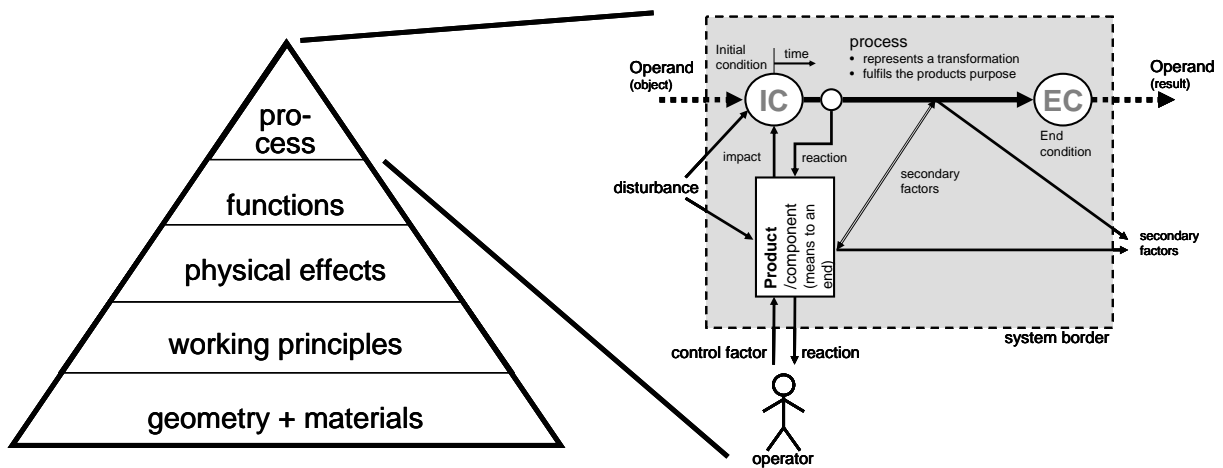 pro-
cess
functions
physical effects
working principles
geometry + materials
Initial
condition
time
process
• represents a transformation
• fulfils the products purpose
Operand
(object)
Operand
(result)
IC
EC
End
condition
impact
reaction
secondary
factors
disturbance
Product
/component
(means to an
end)
secondary
factors
system border
control factor
reaction
operator